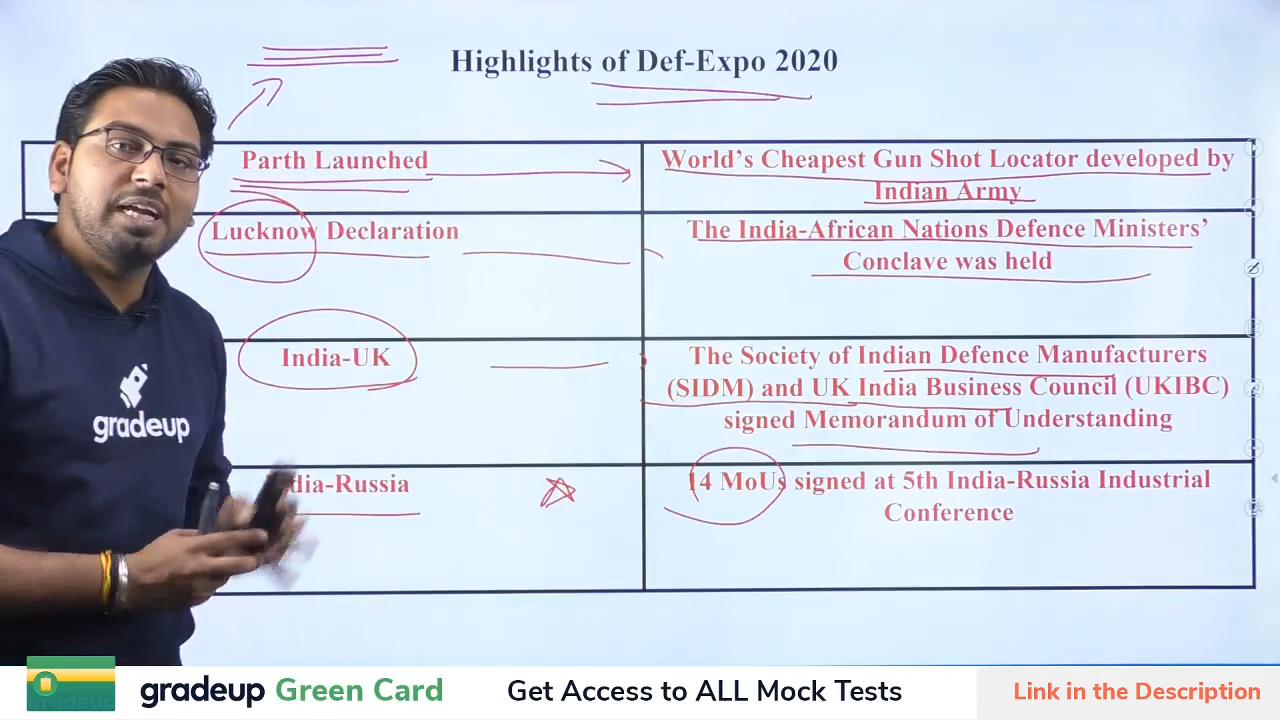 Highlights of Def-Expo 2020
Parth Launched
World's Cheapest Gun Shot Locator developed by
Indian Army
Lucknow Declaration
The India-African Nations Defence Ministers'
Conclave was held
India-UK
The Society of Indian Defence Manufacturers
(SIDM) and UK India Business Council (UKIBC)
signed Memorandum of Understanding
dia-Russia
14 MoUs signed at 5th India-Russia Industrial
Conference
gradeup
gradeup Green Card
Get Access to ALL Mock Tests
Link in the Description